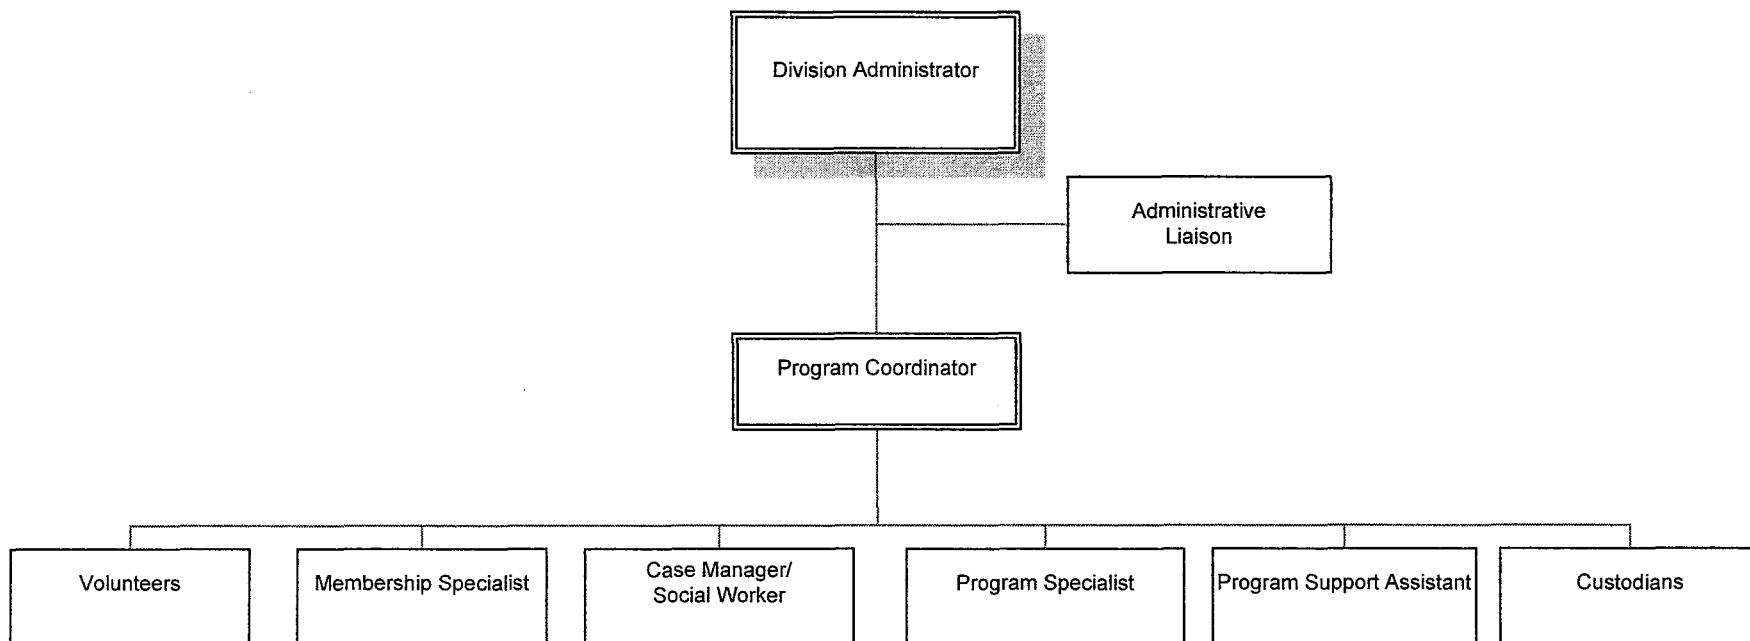 Division Administrator
Administrative
Liaison
Program Coordinator
Volunteers
Membership Specialist
Case Manager/
Social Worker
Program Specialist
Program Support Assistant
Custodians